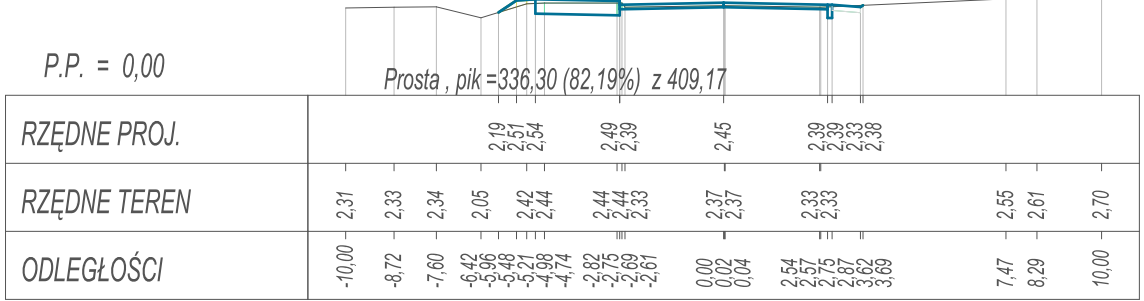 P.P. = 0,00
Prosta , pik =336,30 (82,19%) z 409,17
RZĘDNE PROJ. 2,19 2,51 2,54 2,49 2,39 2,45 2,39 2,39 2,33 2,38
RZĘDNE TEREN 2,31 2,33 2,34 2,05 2,42 2,44 2,44 2,44 2,33 2,37 2,37 2,33 2,33 2,55 2,61 2,70
ODLEGŁOŚCI -10,00 -8,72 -7,60 -6,42 -5,96 -5,48 -5,21 -4,98 -4,74 -2,82 -2,75 -2,69 -2,61 0,00 0,02 0,04 2,54 2,57 2,75 2,87 3,62 3,69 7,47 8,29 10,00